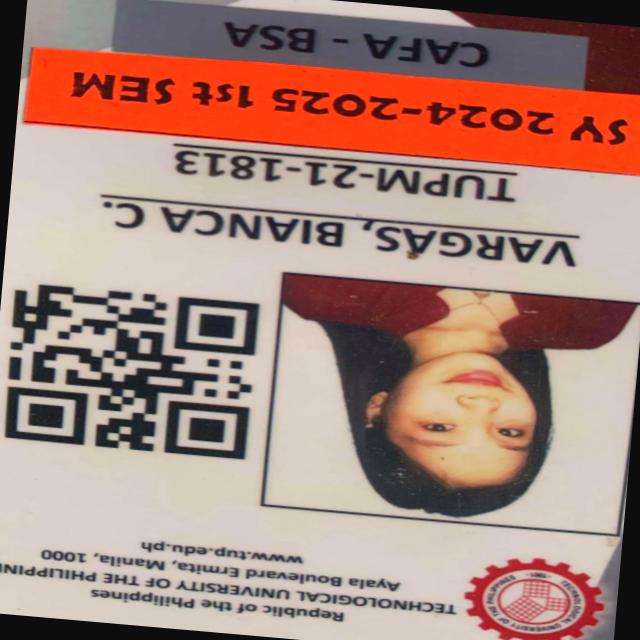 Republic of the Philippines
TECHNOLOGICAL UNIVERSITY OF THE PHILIPPIN
Ayala Boulevard Ermita, Manila, 1000
www.tup.edu.ph
VARGAS, BIANCA C.
TUPM-21-1813
SY 2024-2025 1st SEM
CAFA - BSA